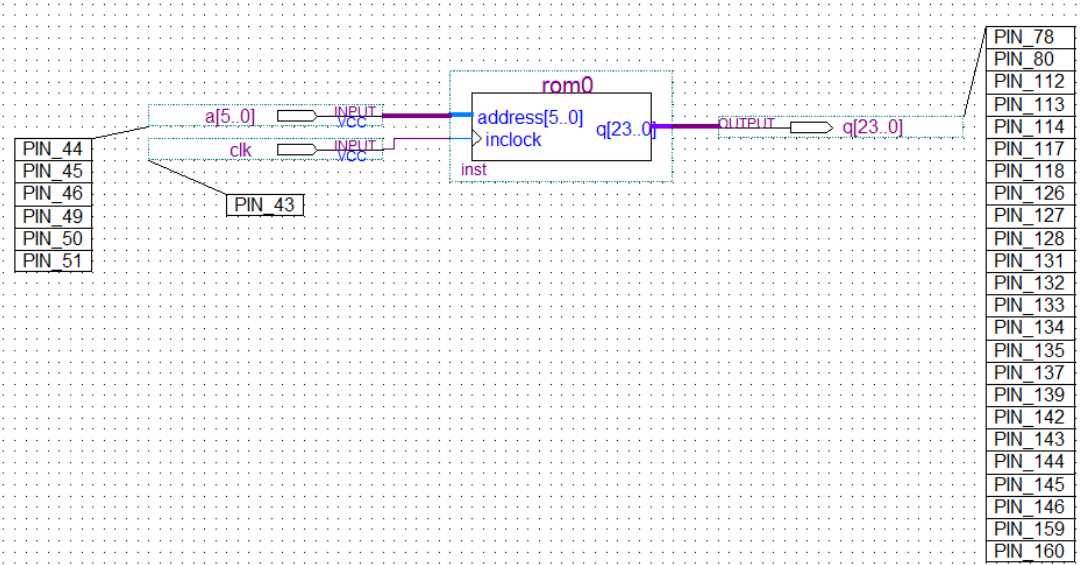 rom0
a[5..0]
INPUT
VCC
address[5..0]
q[23..0]
OUTPUT
q[23..0]
clk
INPUT
VCC
inclock
inst
PIN_44
PIN_45
PIN_46
PIN_49
PIN_50
PIN_51
PIN_43
PIN_78
PIN_80
PIN_112
PIN_113
PIN_114
PIN_117
PIN_118
PIN_126
PIN_127
PIN_128
PIN_131
PIN_132
PIN_133
PIN_134
PIN_135
PIN_137
PIN_139
PIN_142
PIN_143
PIN_144
PIN_145
PIN_146
PIN_159
PIN_160